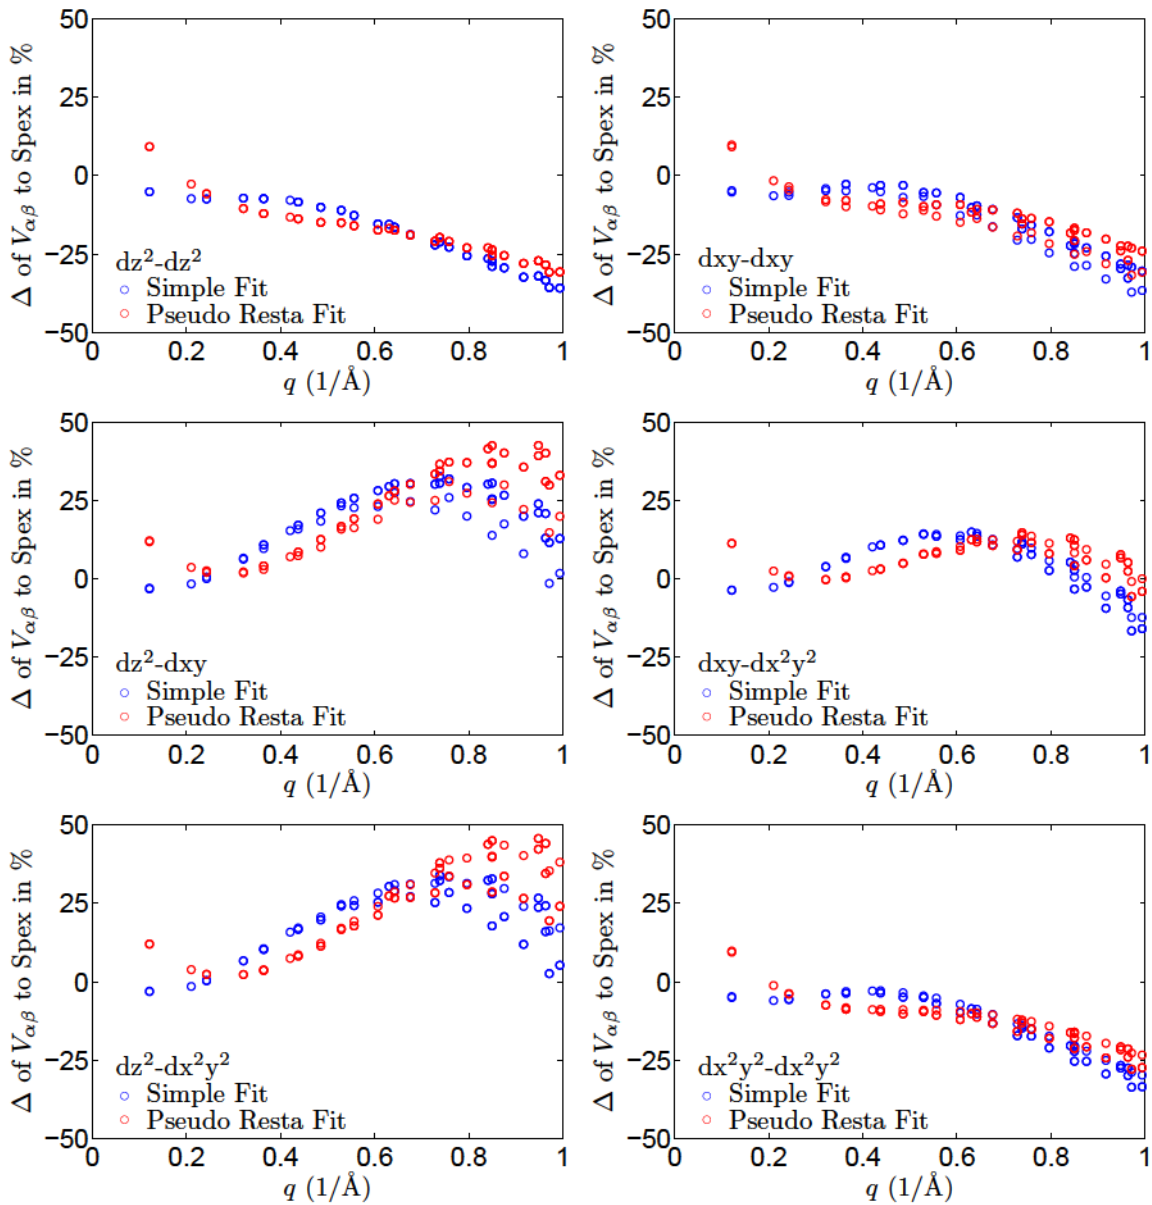 50
25
0
−25
−50
Δ of Vαβ to Spex in %
dz²-dz²
Simple Fit
Pseudo Resta Fit
0 0.2 0.4 0.6 0.8 1
q (1/Å)
50
25
0
−25
−50
Δ of Vαβ to Spex in %
dxy-dxy
Simple Fit
Pseudo Resta Fit
0 0.2 0.4 0.6 0.8 1
q (1/Å)
50
25
0
−25
−50
Δ of Vαβ to Spex in %
dz²-dxy
Simple Fit
Pseudo Resta Fit
0 0.2 0.4 0.6 0.8 1
q (1/Å)
50
25
0
−25
−50
Δ of Vαβ to Spex in %
dxy-dx²y²
Simple Fit
Pseudo Resta Fit
0 0.2 0.4 0.6 0.8 1
q (1/Å)
50
25
0
−25
−50
Δ of Vαβ to Spex in %
dz²-dx²y²
Simple Fit
Pseudo Resta Fit
0 0.2 0.4 0.6 0.8 1
q (1/Å)
50
25
0
−25
−50
Δ of Vαβ to Spex in %
dx²y²-dx²y²
Simple Fit
Pseudo Resta Fit
0 0.2 0.4 0.6 0.8 1
q (1/Å)